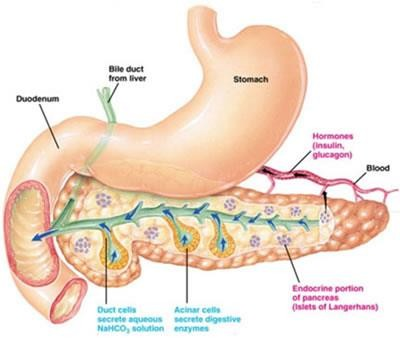 Bile duct
from liver
Stomach
Duodenum
Hormones
(insulin,
glucagon)
Blood
Duct cells
secrete aqueous
NaHCO₃ solution
Acinar cells
secrete digestive
enzymes
Endocrine portion
of pancreas
(Islets of Langerhans)